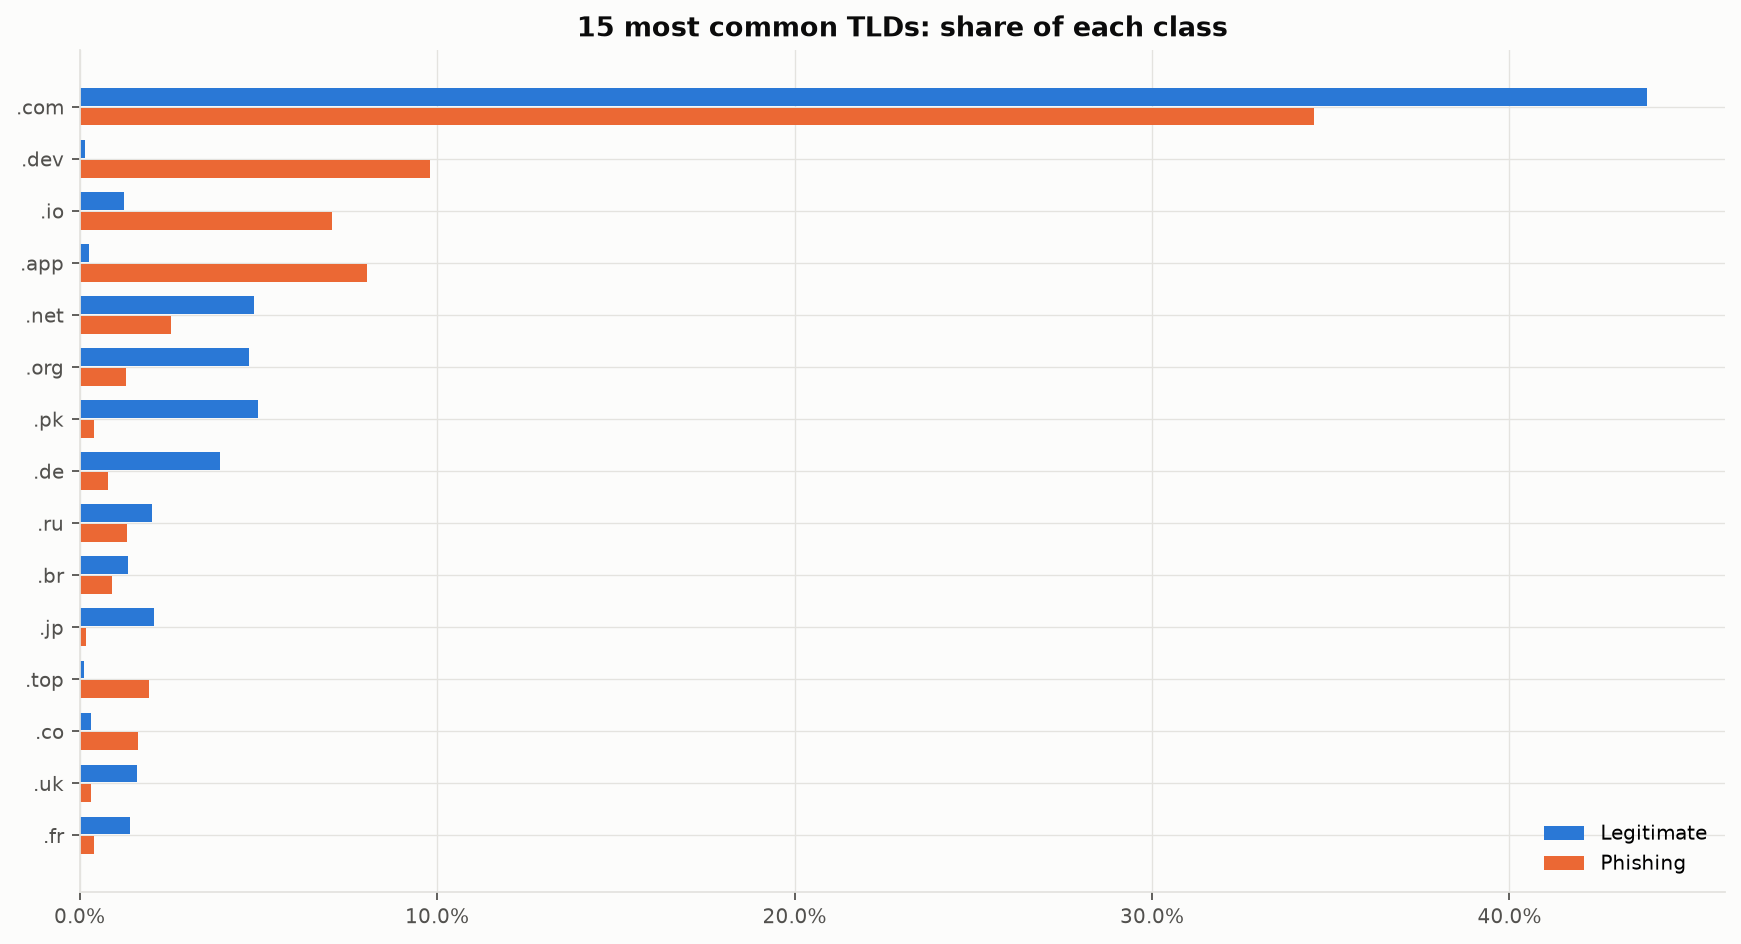 15 most common TLDs: share of each class
.com
.dev
.io
.app
.net
.org
.pk
.de
.ru
.br
.jp
.top
.co
.uk
.fr
Legitimate
Phishing
0.0% 10.0% 20.0% 30.0% 40.0%